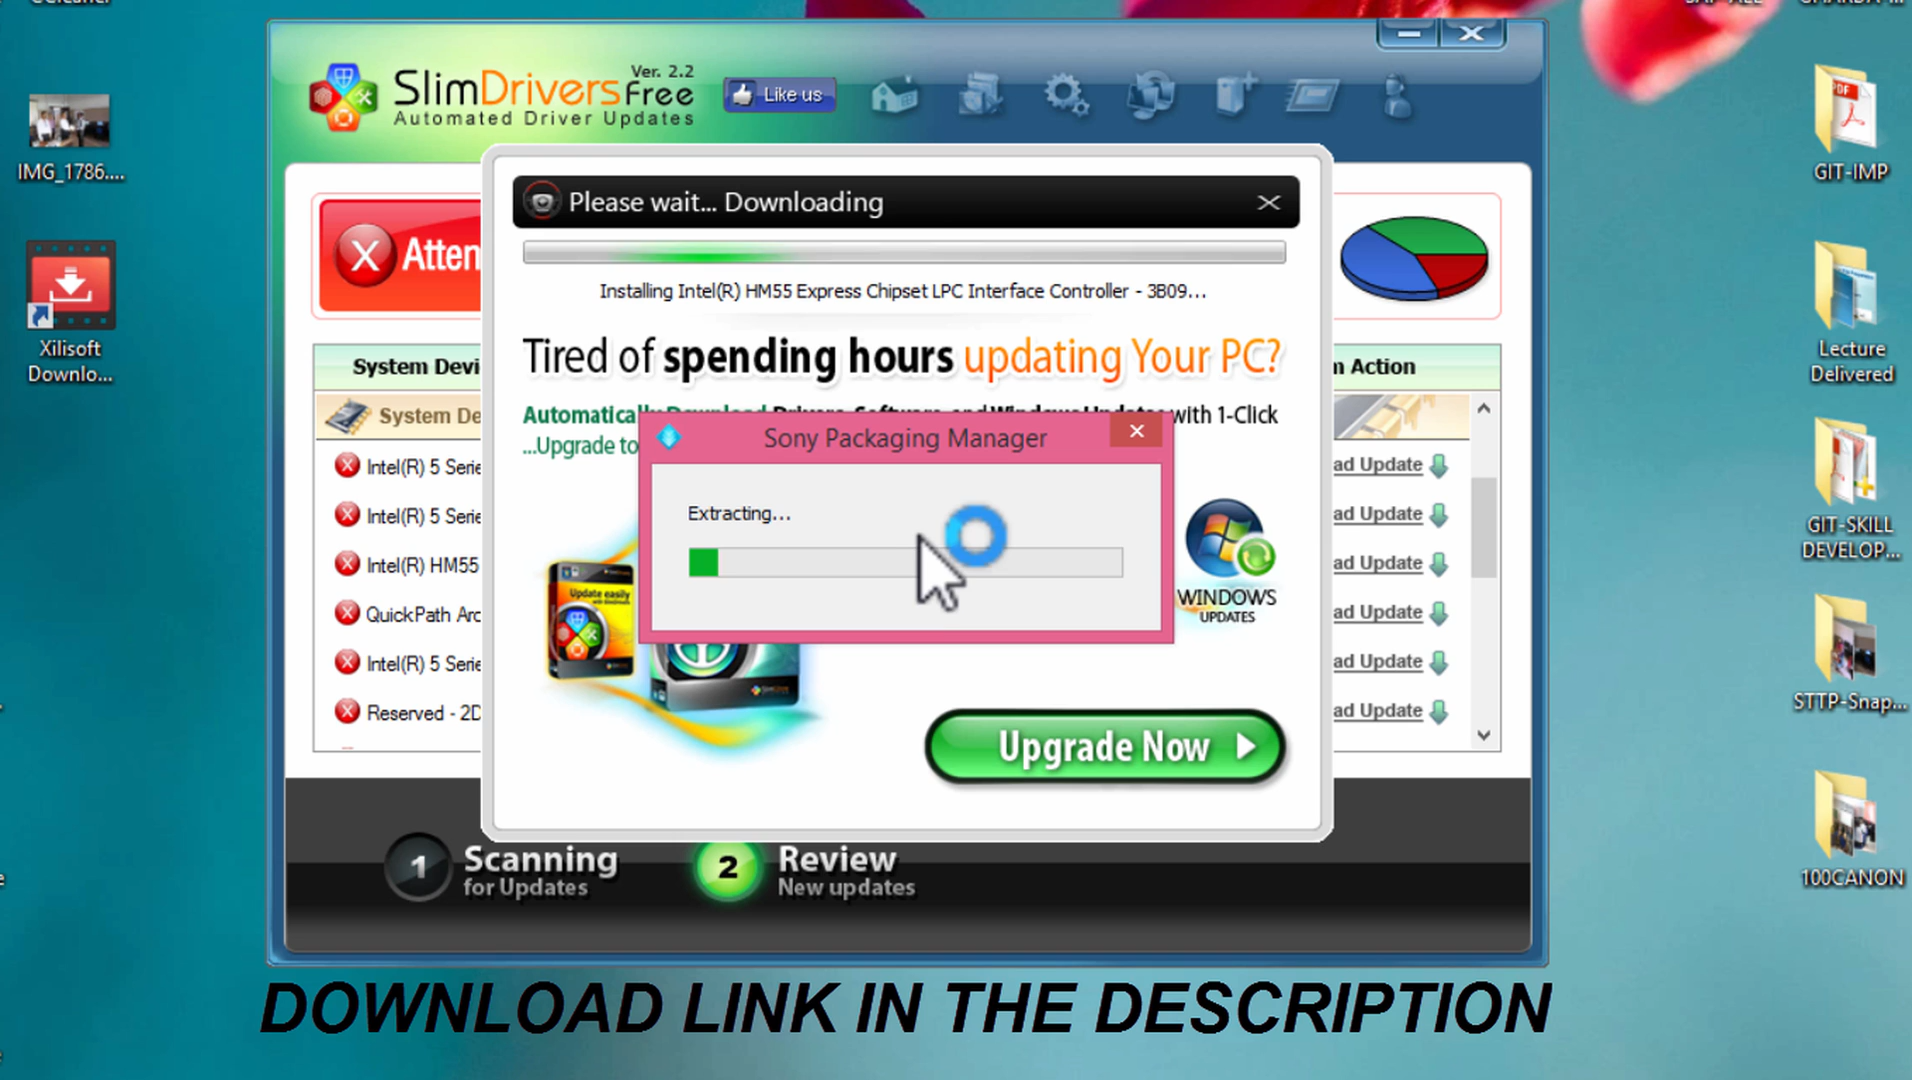 IMG_1786....
Xilisoft
Downlo...
SlimDrivers Free
Ver. 2.2
Automated Driver Updates
Like us
Please wait... Downloading
Installing Intel(R) HM55 Express Chipset LPC Interface Controller - 3B09...
Tired of spending hours updating Your PC?
with 1-Click
...Upgrade to
Sony Packaging Manager
Extracting...
WINDOWS
UPDATES
Update easily
Upgrade Now
Atten
System Devi
System De
Intel(R) 5 Serie
Intel(R) 5 Serie
Intel(R) HM55
QuickPath Arc
Intel(R) 5 Serie
Reserved - 2D
n Action
ad Update
ad Update
ad Update
ad Update
ad Update
ad Update
1 Scanning
for Updates
2 Review
New updates
PDF
GIT-IMP
Lecture
Delivered
GIT-SKILL
DEVELOP...
STTP-Snap...
100CANON
DOWNLOAD LINK IN THE DESCRIPTION